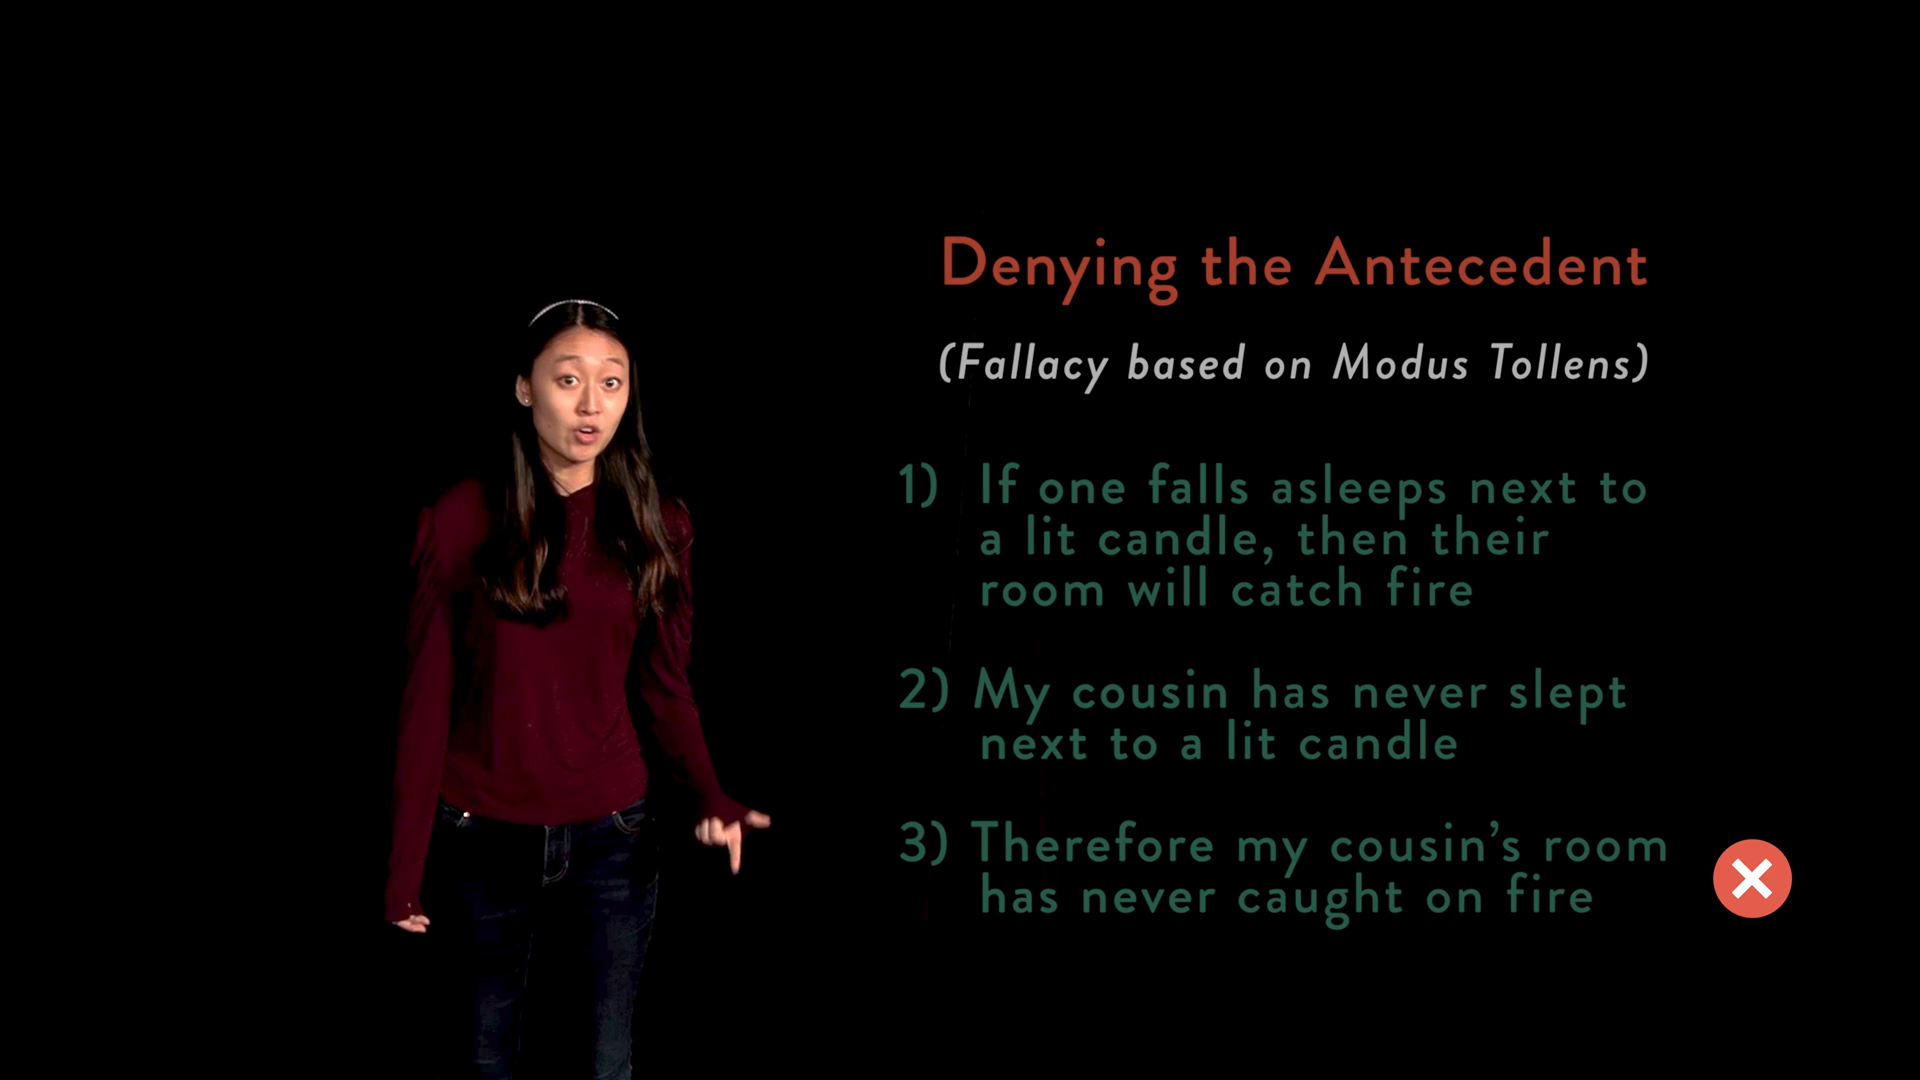 Denying the Antecedent
(Fallacy based on Modus Tollens)
1) If one falls asleeps next to
a lit candle, then their
room will catch fire
2) My cousin has never slept
next to a lit candle
3) Therefore my cousin’s room
has never caught on fire